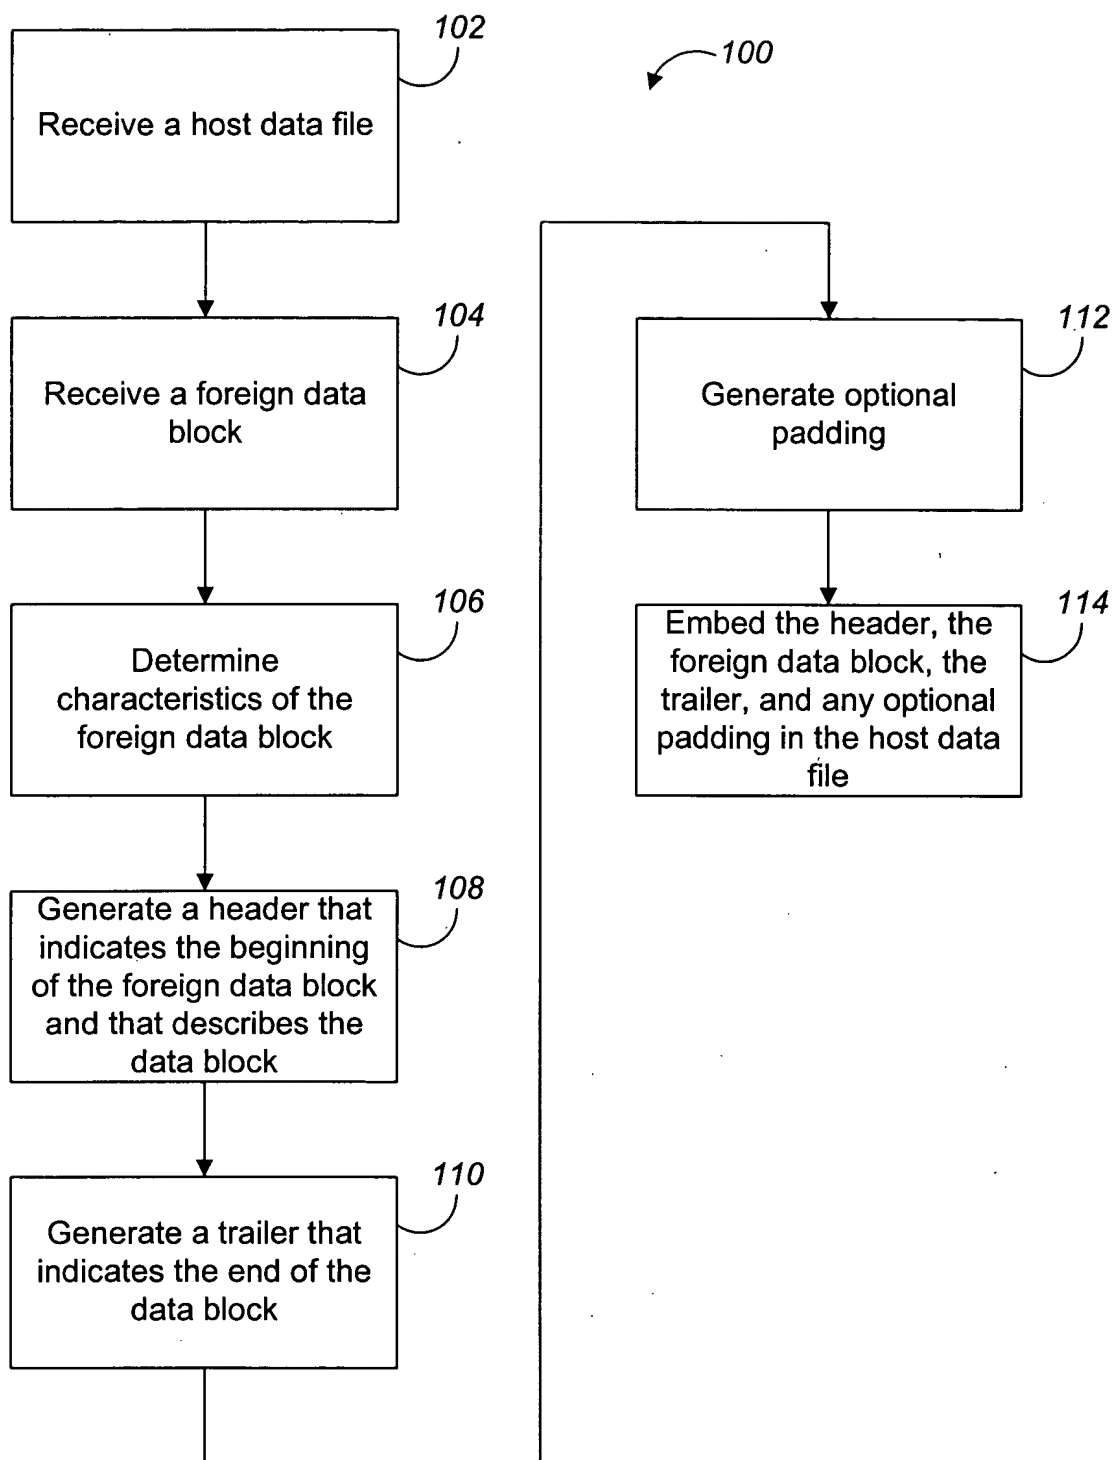 102
100
Receive a host data file
104
Receive a foreign data
block
106
Determine
characteristics of the
foreign data block
108
Generate a header that
indicates the beginning
of the foreign data block
and that describes the
data block
110
Generate a trailer that
indicates the end of the
data block
112
Generate optional
padding
114
Embed the header, the
foreign data block, the
trailer, and any optional
padding in the host data
file